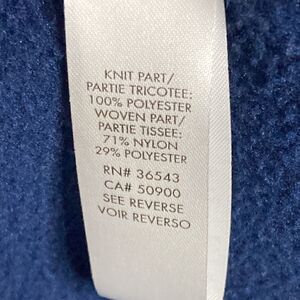 KNIT PART/
PARTIE TRICOTEE:
100% POLYESTER
WOVEN PART/
PARTIE TISSEE:
71% NYLON
29% POLYESTER
RN# 36543
CA# 50900
SEE REVERSE
VOIR REVERSO